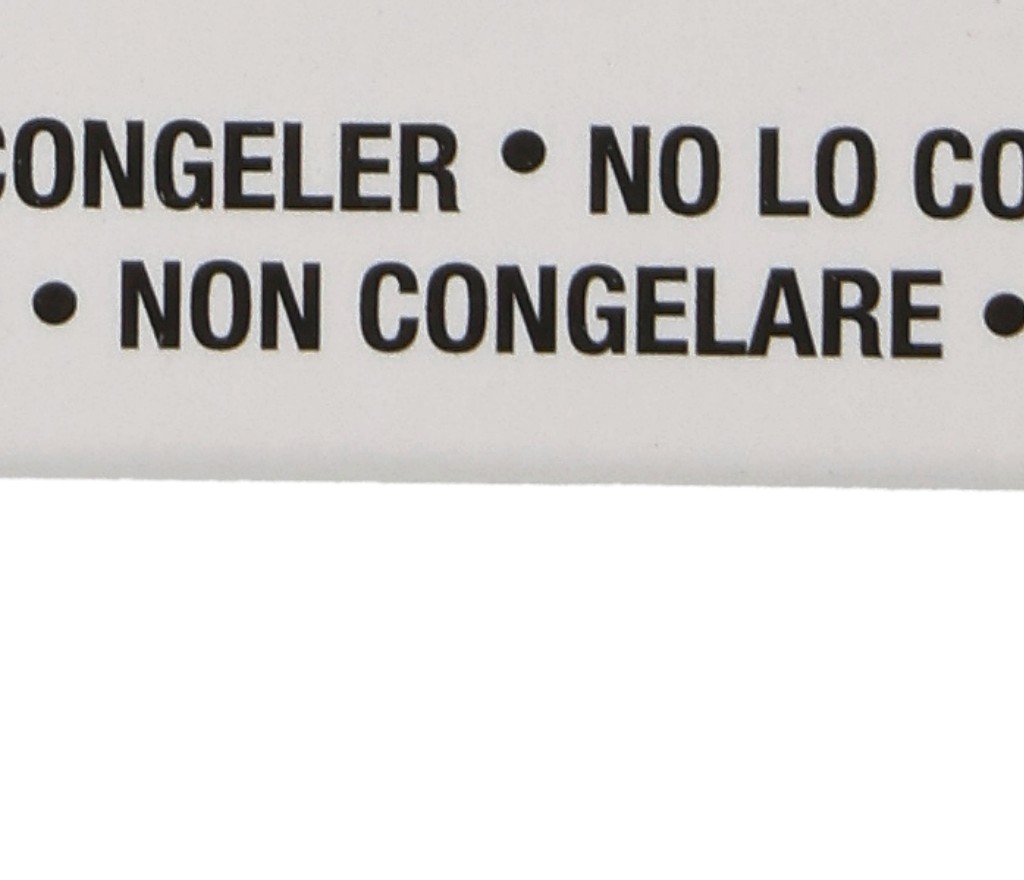 CONGELER • NO LO CO
• NON CONGELARE •